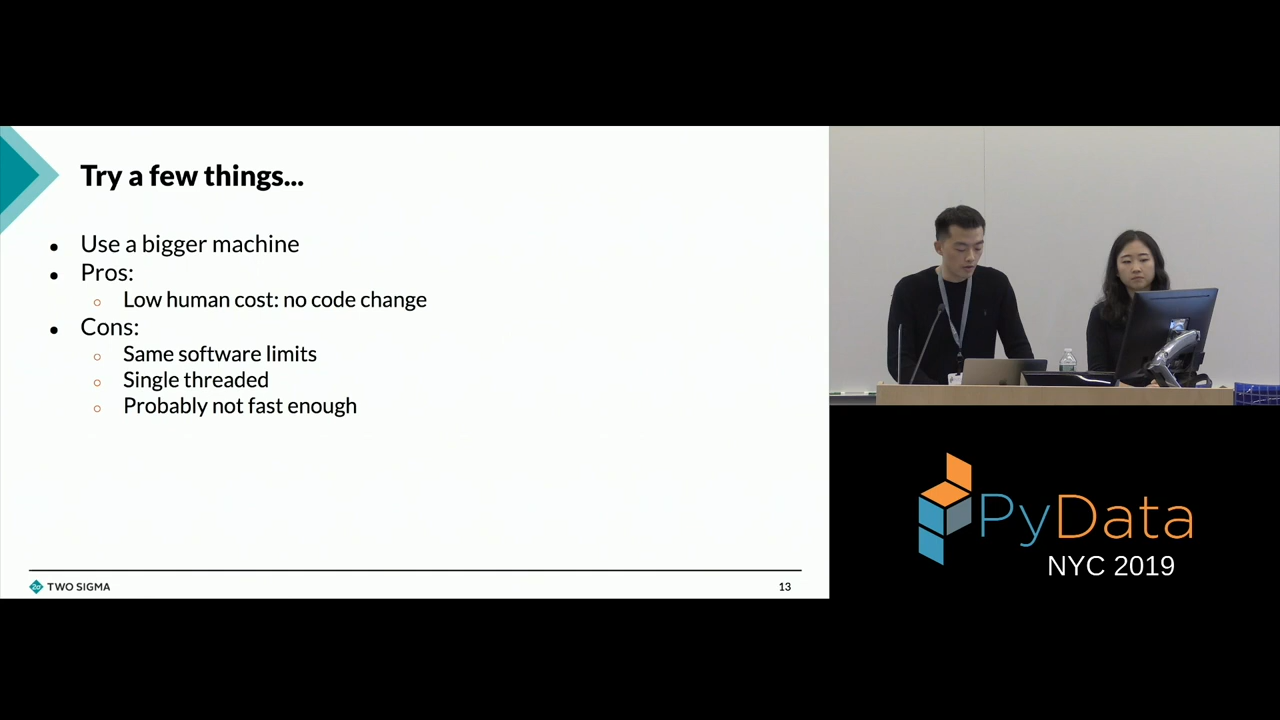 Try a few things...
● Use a bigger machine
● Pros:
○ Low human cost: no code change
● Cons:
○ Same software limits
○ Single threaded
○ Probably not fast enough
TWO SIGMA
13
PyData
NYC 2019